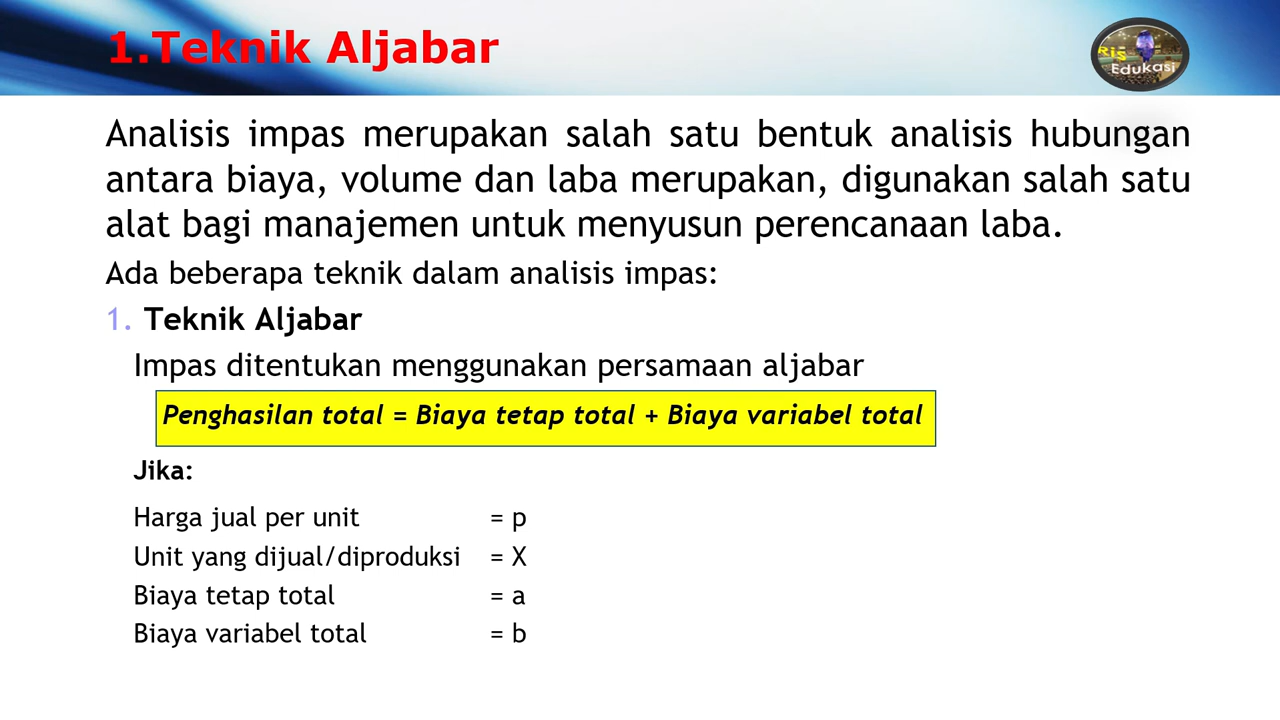 1.Teknik Aljabar
Ris
Edukasi
Analisis impas merupakan salah satu bentuk analisis hubungan
antara biaya, volume dan laba merupakan, digunakan salah satu
alat bagi manajemen untuk menyusun perencanaan laba.
Ada beberapa teknik dalam analisis impas:
1. Teknik Aljabar
Impas ditentukan menggunakan persamaan aljabar
Penghasilan total = Biaya tetap total + Biaya variabel total
Jika:
Harga jual per unit = p
Unit yang dijual/diproduksi = X
Biaya tetap total = a
Biaya variabel total = b